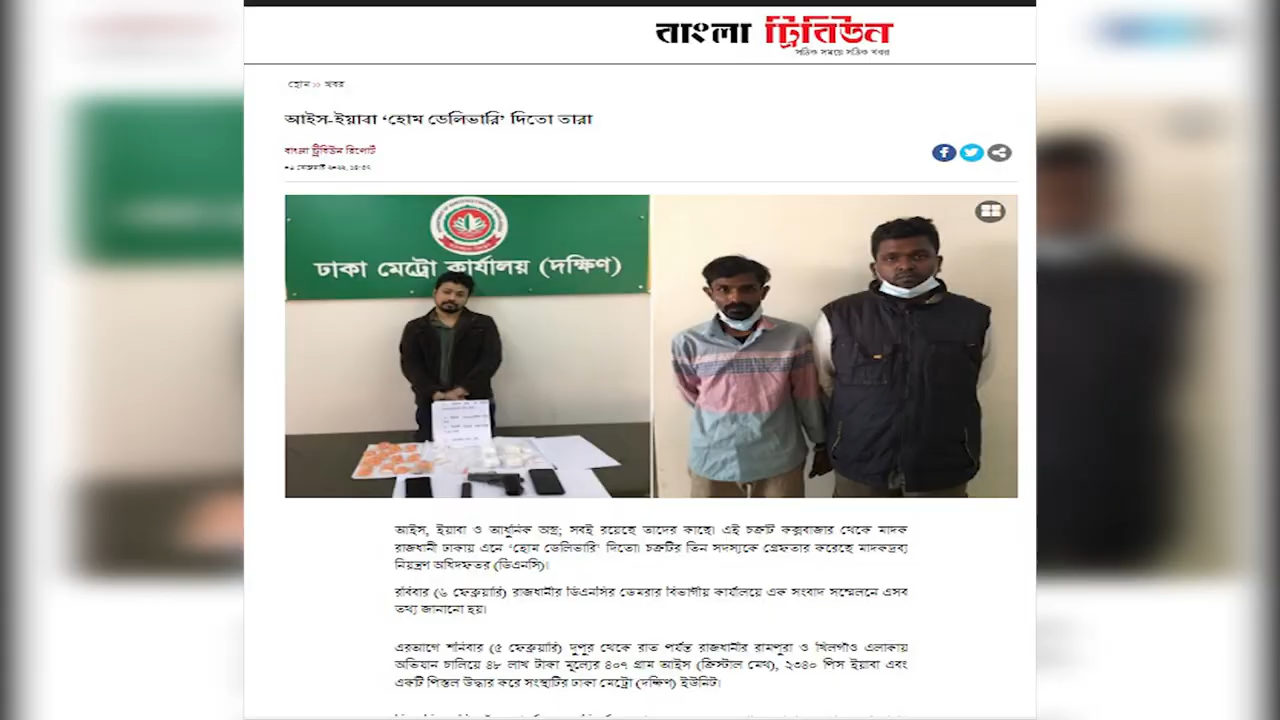 বাংলা ট্রিবিউন
সঠিক সময়ে সঠিক খবর
হোম >> খবর
আইস-ইয়াবা ‘হোম ডেলিভারি’ দিতো তারা
বাংলা ট্রিবিউন রিপোর্ট
ঢাকা মেট্রো কার্যালয় (দক্ষিণ)
আইস, ইয়াবা ও আধুনিক অস্ত্র; সবই রয়েছে তাদের কাছে। এই চক্রটি কক্সবাজার থেকে মাদক
রাজধানী ঢাকায় এনে ‘হোম ডেলিভারি’ দিতো। চক্রটির তিন সদস্যকে গ্রেফতার করেছে মাদকদ্রব্য
নিয়ন্ত্রণ অধিদফতর (ডিএনসি)।
রবিবার (৬ ফেব্রুয়ারি) রাজধানীর ডিএনসির ডেমরার বিভাগীয় কার্যালয়ে এক সংবাদ সম্মেলনে এসব
তথ্য জানানো হয়।
এরআগে শনিবার (৫ ফেব্রুয়ারি) দুপুর থেকে রাত পর্যন্ত রাজধানীর রামপুরা ও খিলগাঁও এলাকায়
অভিযান চালিয়ে ৪৮ লাখ টাকা মূল্যের ৪০৭ গ্রাম আইস (ক্রিস্টাল মেথ), ২৩৪০ পিস ইয়াবা এবং
একটি পিস্তল উদ্ধার করে সংস্থাটির ঢাকা মেট্রো (দক্ষিণ) ইউনিট।